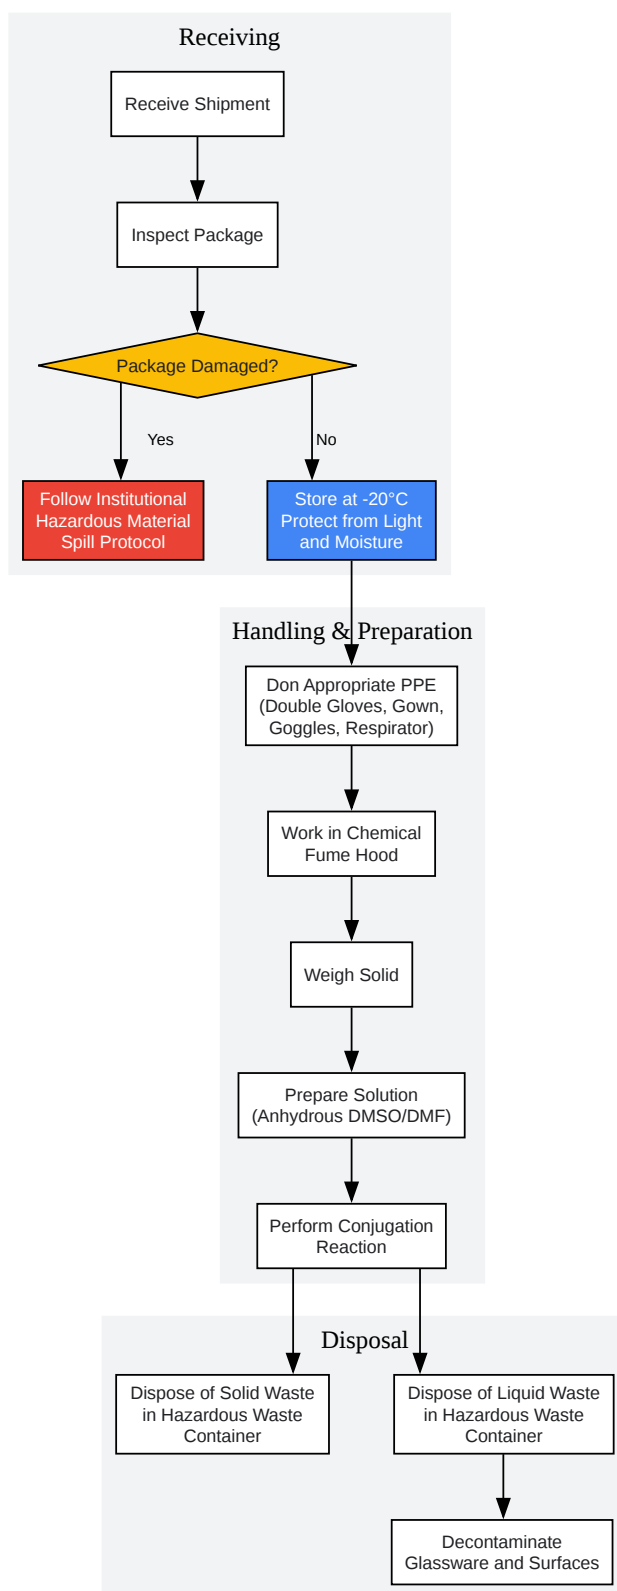 Receiving
Receive Shipment
Inspect Package
Package Damaged?
Yes
No
Follow Institutional
Hazardous Material
Spill Protocol
Store at -20°C
Protect from Light
and Moisture
Handling & Preparation
Don Appropriate PPE
(Double Gloves, Gown,
Goggles, Respirator)
Work in Chemical
Fume Hood
Weigh Solid
Prepare Solution
(Anhydrous DMSO/DMF)
Perform Conjugation
Reaction
Disposal
Dispose of Solid Waste
in Hazardous Waste
Container
Dispose of Liquid Waste
in Hazardous Waste
Container
Decontaminate
Glassware and Surfaces